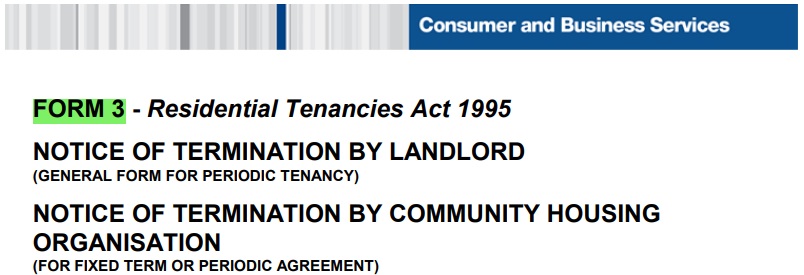 Consumer and Business Services
FORM 3 - Residential Tenancies Act 1995
NOTICE OF TERMINATION BY LANDLORD
(GENERAL FORM FOR PERIODIC TENANCY)
NOTICE OF TERMINATION BY COMMUNITY HOUSING
ORGANISATION
(FOR FIXED TERM OR PERIODIC AGREEMENT)